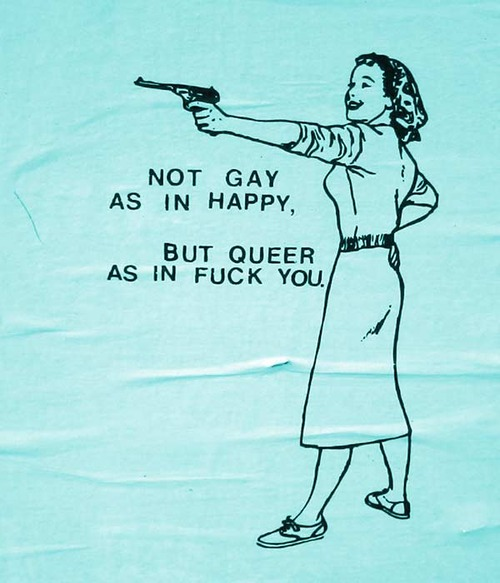 NOT GAY
AS IN HAPPY,
BUT QUEER
AS IN FUCK YOU.